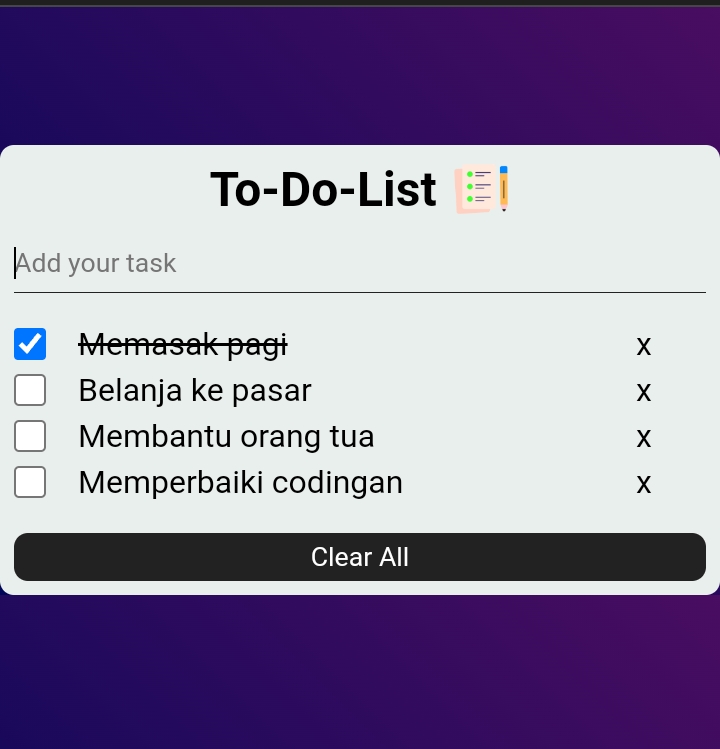 To-Do-List
Add your task
Memasak pagi x
Belanja ke pasar x
Membantu orang tua x
Memperbaiki codingan x
Clear All